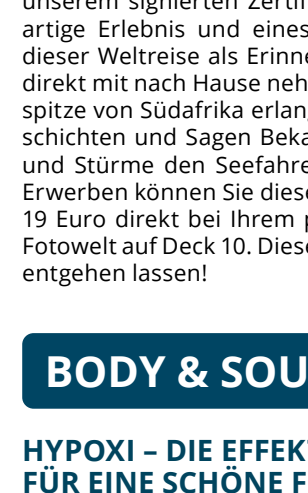 unserem signierten Zertif
artige Erlebnis und eines
dieser Weltreise als Erinne
direkt mit nach Hause neh
spitze von Südafrika erlan
schichten und Sagen Beka
und Stürme den Seefahre
Erwerben können Sie diese
19 Euro direkt bei Ihrem p
Fotowelt auf Deck 10. Diese
entgehen lassen!
BODY & SOU
HYPOXI – DIE EFFEKT
FÜR EINE SCHÖNE F